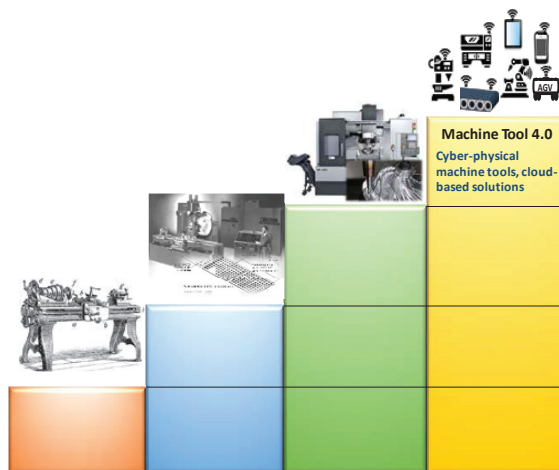 AGV
Machine Tool 4.0
Cyber-physical
machine tools, cloud-
based solutions